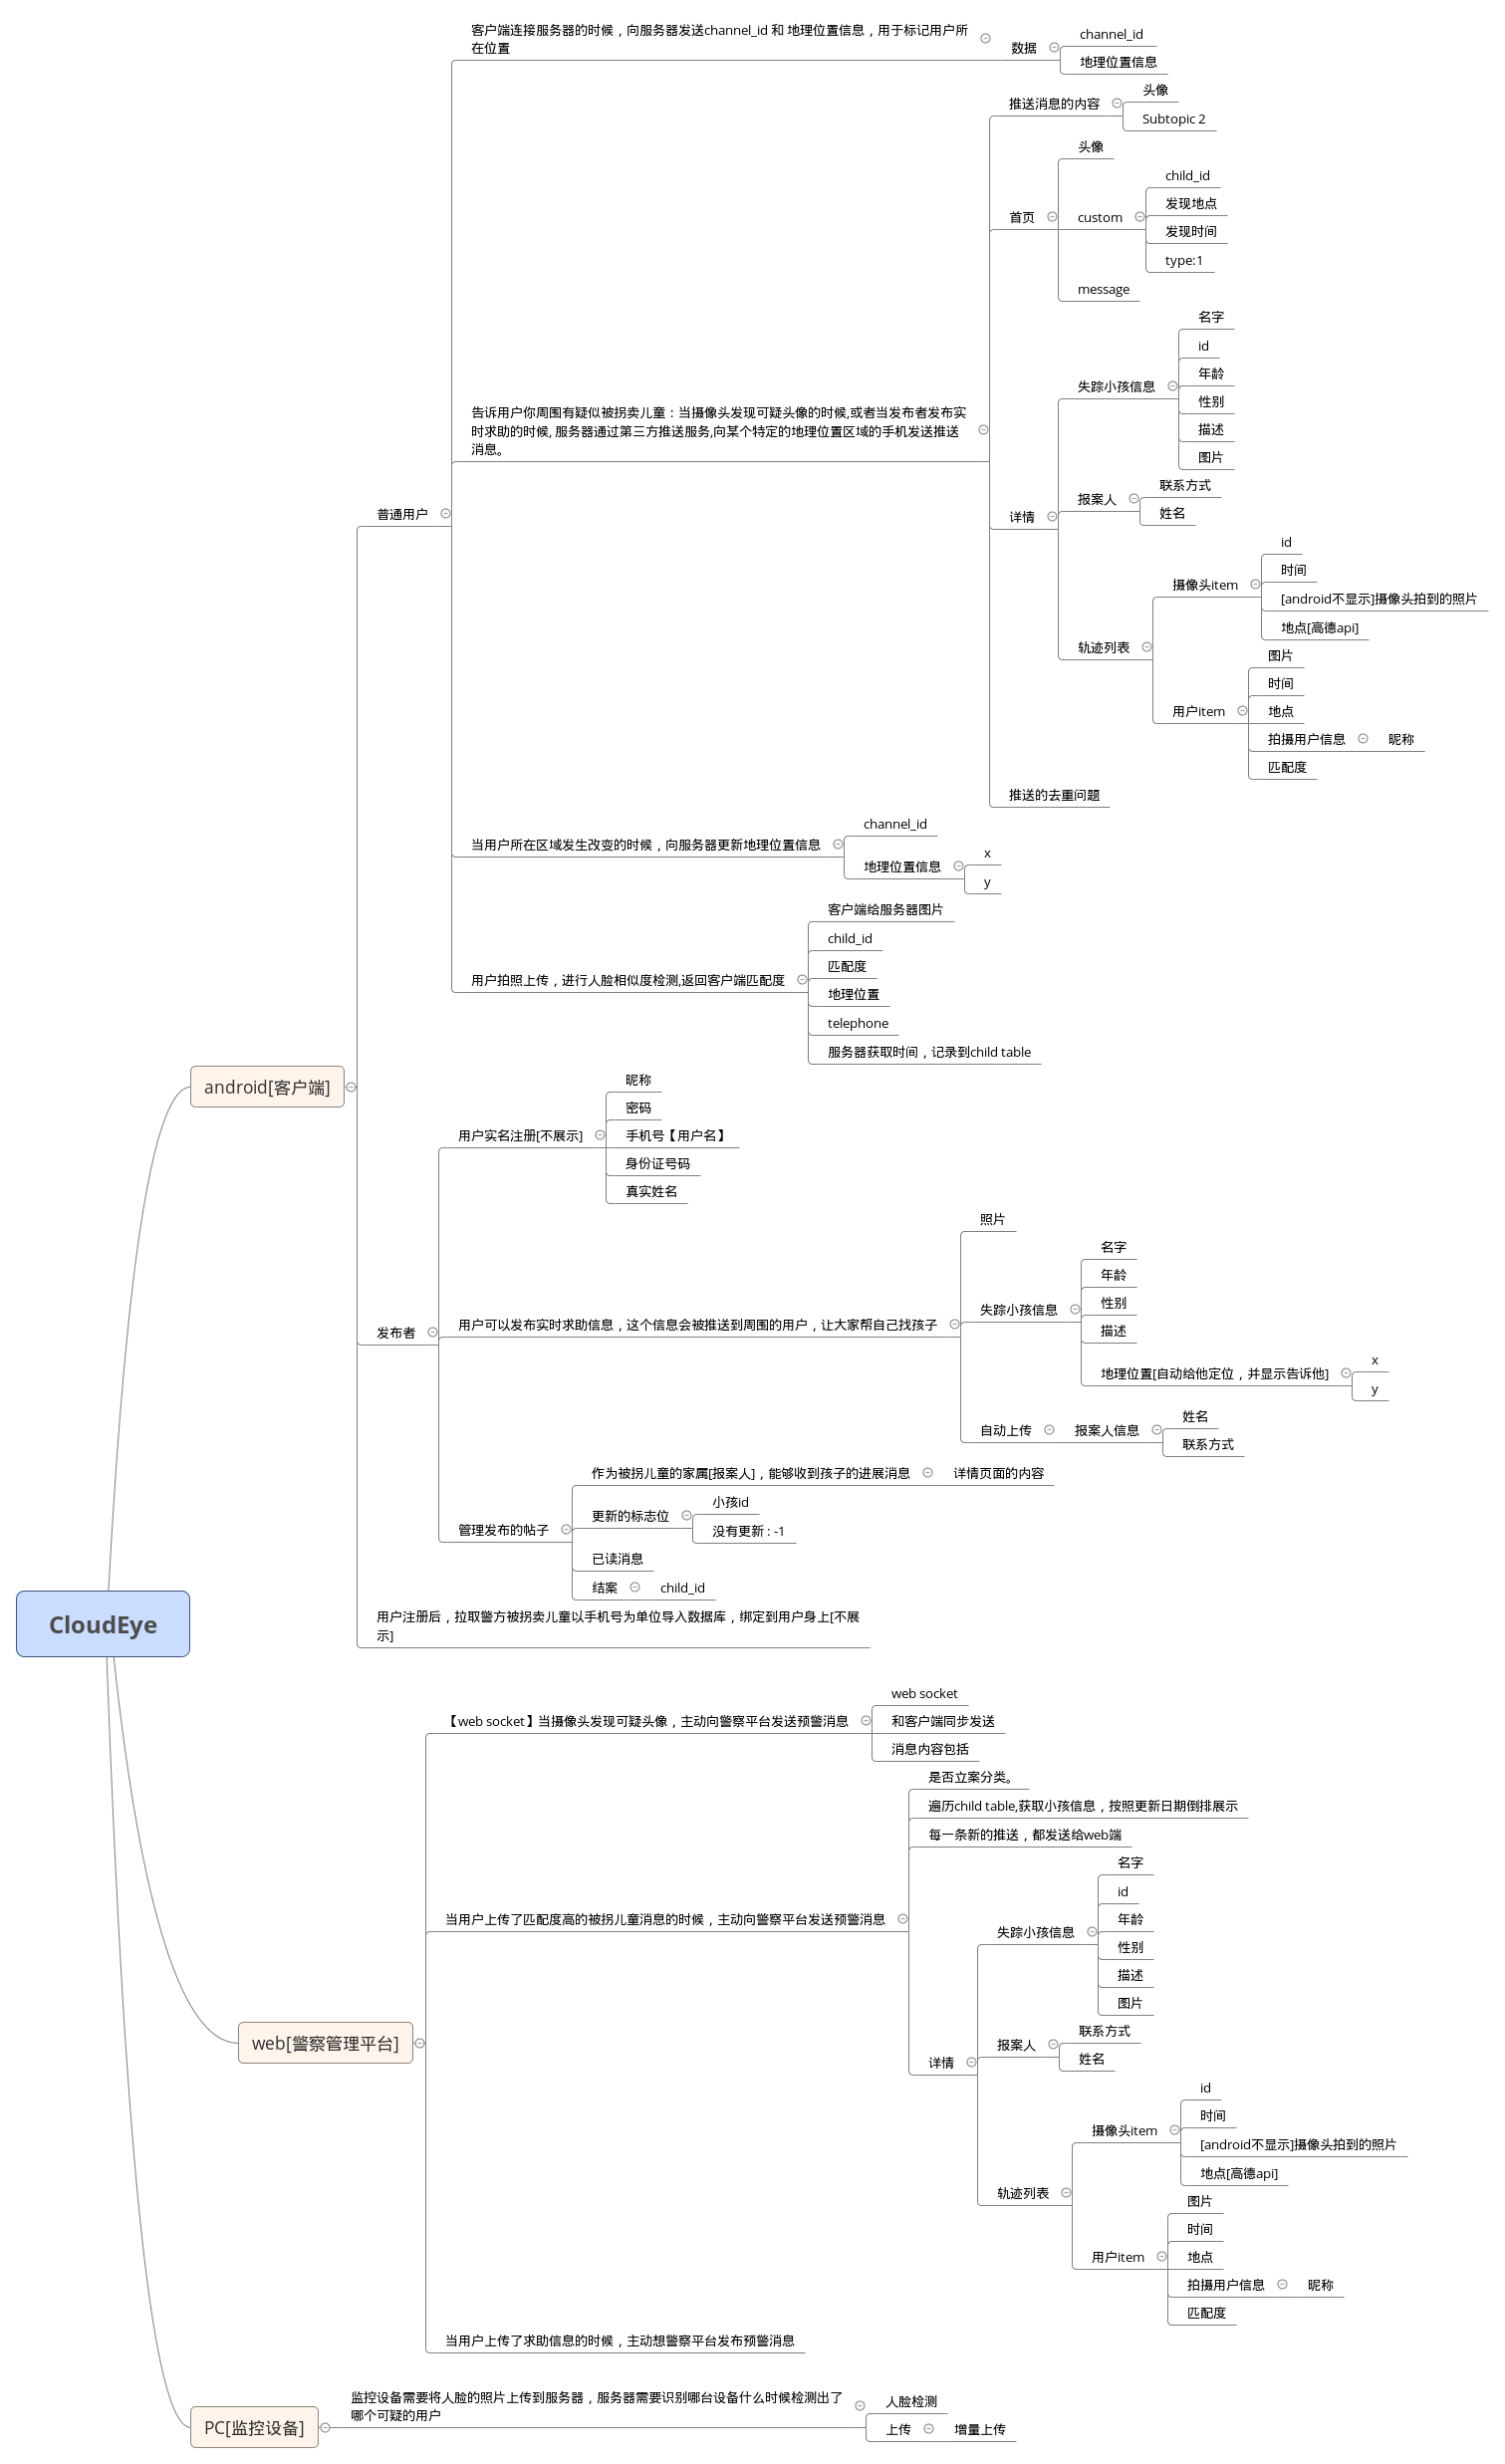 CloudEye
android[客户端]
普通用户
客户端连接服务器的时候，向服务器发送channel_id 和 地理位置信息，用于标记用户所
在位置
数据
channel_id
地理位置信息
告诉用户你周围有疑似被拐卖儿童：当摄像头发现可疑头像的时候,或者当发布者发布实
时求助的时候, 服务器通过第三方推送服务,向某个特定的地理位置区域的手机发送推送
消息。
推送消息的内容
头像
Subtopic 2
首页
头像
custom
child_id
发现地点
发现时间
type:1
message
详情
失踪小孩信息
名字
id
年龄
性别
描述
图片
报案人
联系方式
姓名
轨迹列表
摄像头item
id
时间
[android不显示]摄像头拍到的照片
地点[高德api]
用户item
图片
时间
地点
拍摄用户信息
昵称
匹配度
推送的去重问题
当用户所在区域发生改变的时候，向服务器更新地理位置信息
channel_id
地理位置信息
x
y
用户拍照上传，进行人脸相似度检测,返回客户端匹配度
客户端给服务器图片
child_id
匹配度
地理位置
telephone
服务器获取时间，记录到child table
发布者
用户实名注册[不展示]
昵称
密码
手机号【用户名】
身份证号码
真实姓名
用户可以发布实时求助信息，这个信息会被推送到周围的用户，让大家帮自己找孩子
照片
失踪小孩信息
名字
年龄
性别
描述
地理位置[自动给他定位，并显示告诉他]
x
y
自动上传
报案人信息
姓名
联系方式
管理发布的帖子
作为被拐儿童的家属[报案人]，能够收到孩子的进展消息
详情页面的内容
更新的标志位
小孩id
没有更新 : -1
已读消息
结案
child_id
用户注册后，拉取警方被拐卖儿童以手机号为单位导入数据库，绑定到用户身上[不展
示]
web[警察管理平台]
【web socket】当摄像头发现可疑头像，主动向警察平台发送预警消息
web socket
和客户端同步发送
消息内容包括
当用户上传了匹配度高的被拐儿童消息的时候，主动向警察平台发送预警消息
是否立案分类。
遍历child table,获取小孩信息，按照更新日期倒排展示
每一条新的推送，都发送给web端
详情
失踪小孩信息
名字
id
年龄
性别
描述
图片
报案人
联系方式
姓名
轨迹列表
摄像头item
id
时间
[android不显示]摄像头拍到的照片
地点[高德api]
用户item
图片
时间
地点
拍摄用户信息
昵称
匹配度
当用户上传了求助信息的时候，主动想警察平台发布预警消息
PC[监控设备]
监控设备需要将人脸的照片上传到服务器，服务器需要识别哪台设备什么时候检测出了
哪个可疑的用户
人脸检测
上传
增量上传